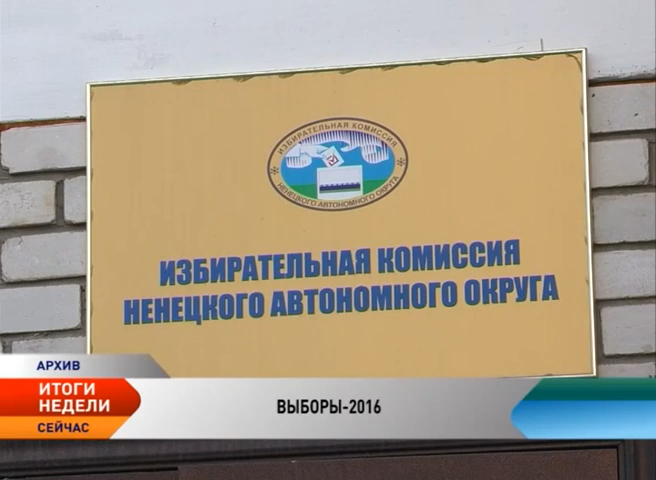 ИЗБИРАТЕЛЬНАЯ КОМИССИЯ
НЕНЕЦКОГО АВТОНОМНОГО ОКРУГА
ИЗБИРАТЕЛЬНАЯ КОМИССИЯ
НЕНЕЦКОГО АВТОНОМНОГО ОКРУГА
АРХИВ
ИТОГИ
НЕДЕЛИ
СЕЙЧАС
ВЫБОРЫ-2016